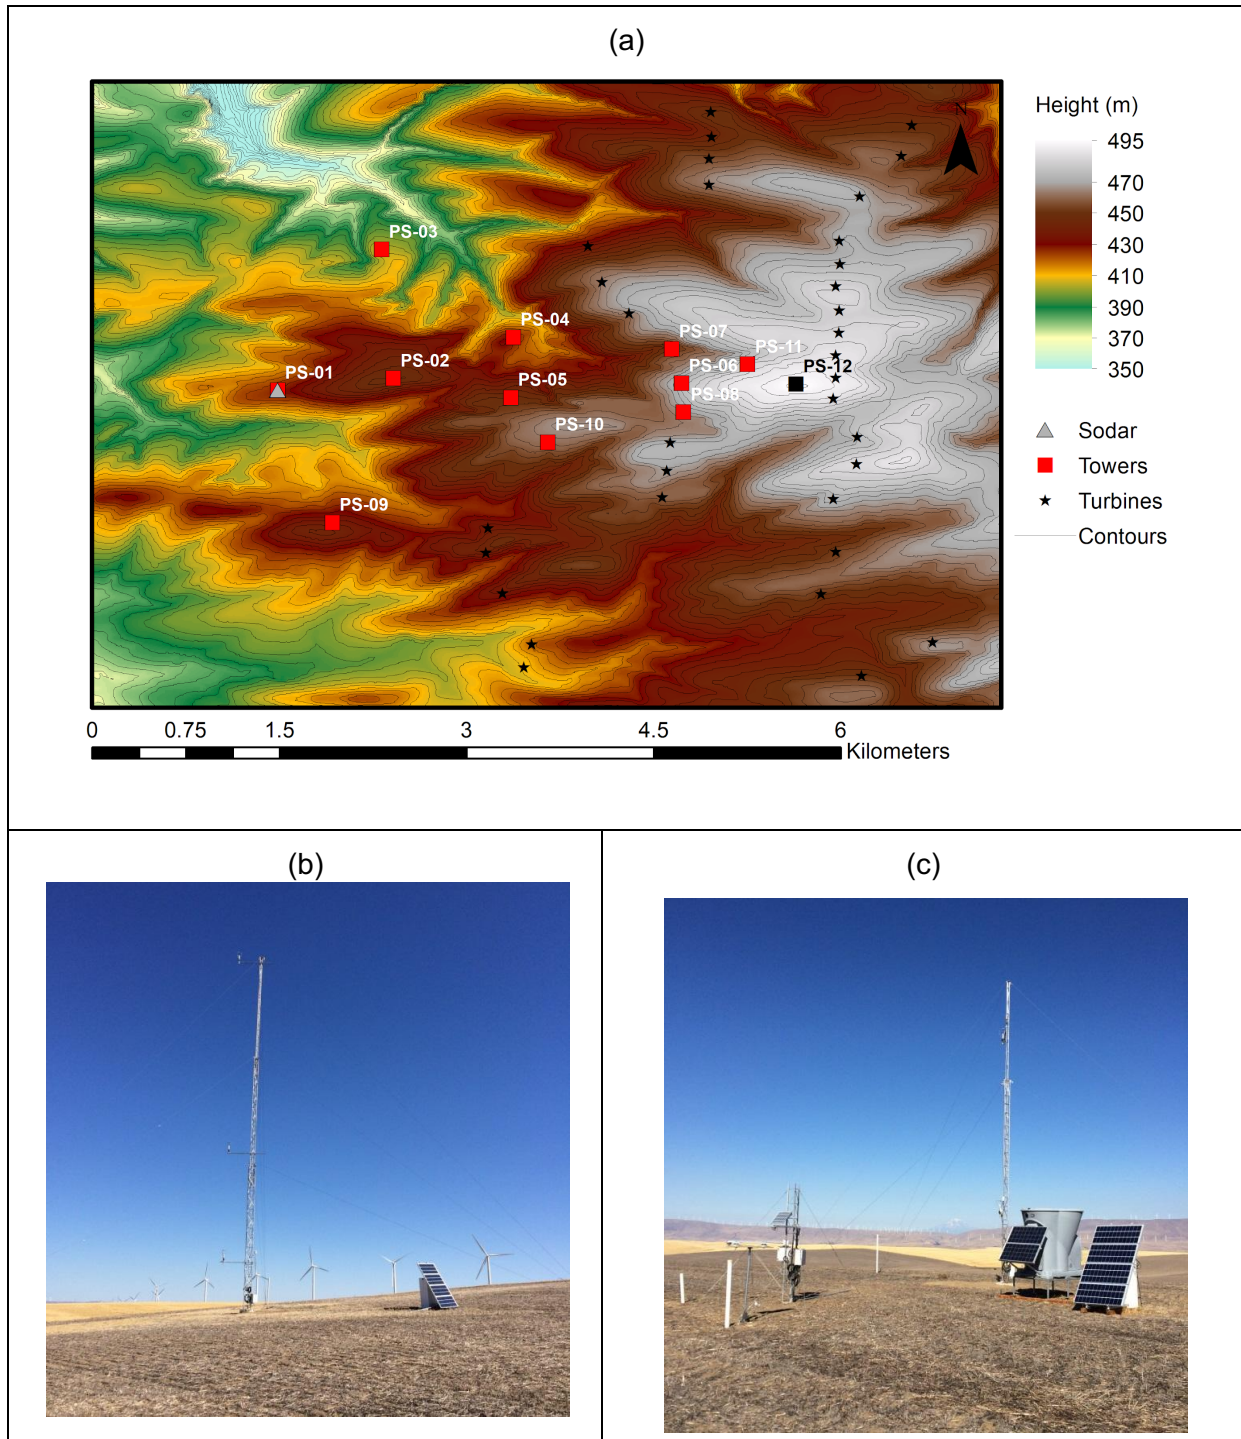 (a)
N
Height (m)
495
470
450
430
410
390
370
350
PS-03
PS-04
PS-07
PS-11
PS-02
PS-06
PS-12
PS-01
PS-05
PS-08
PS-10
PS-09
Sodar
Towers
Turbines
Contours
0 0.75 1.5 3 4.5 6
Kilometers
(b)
(c)